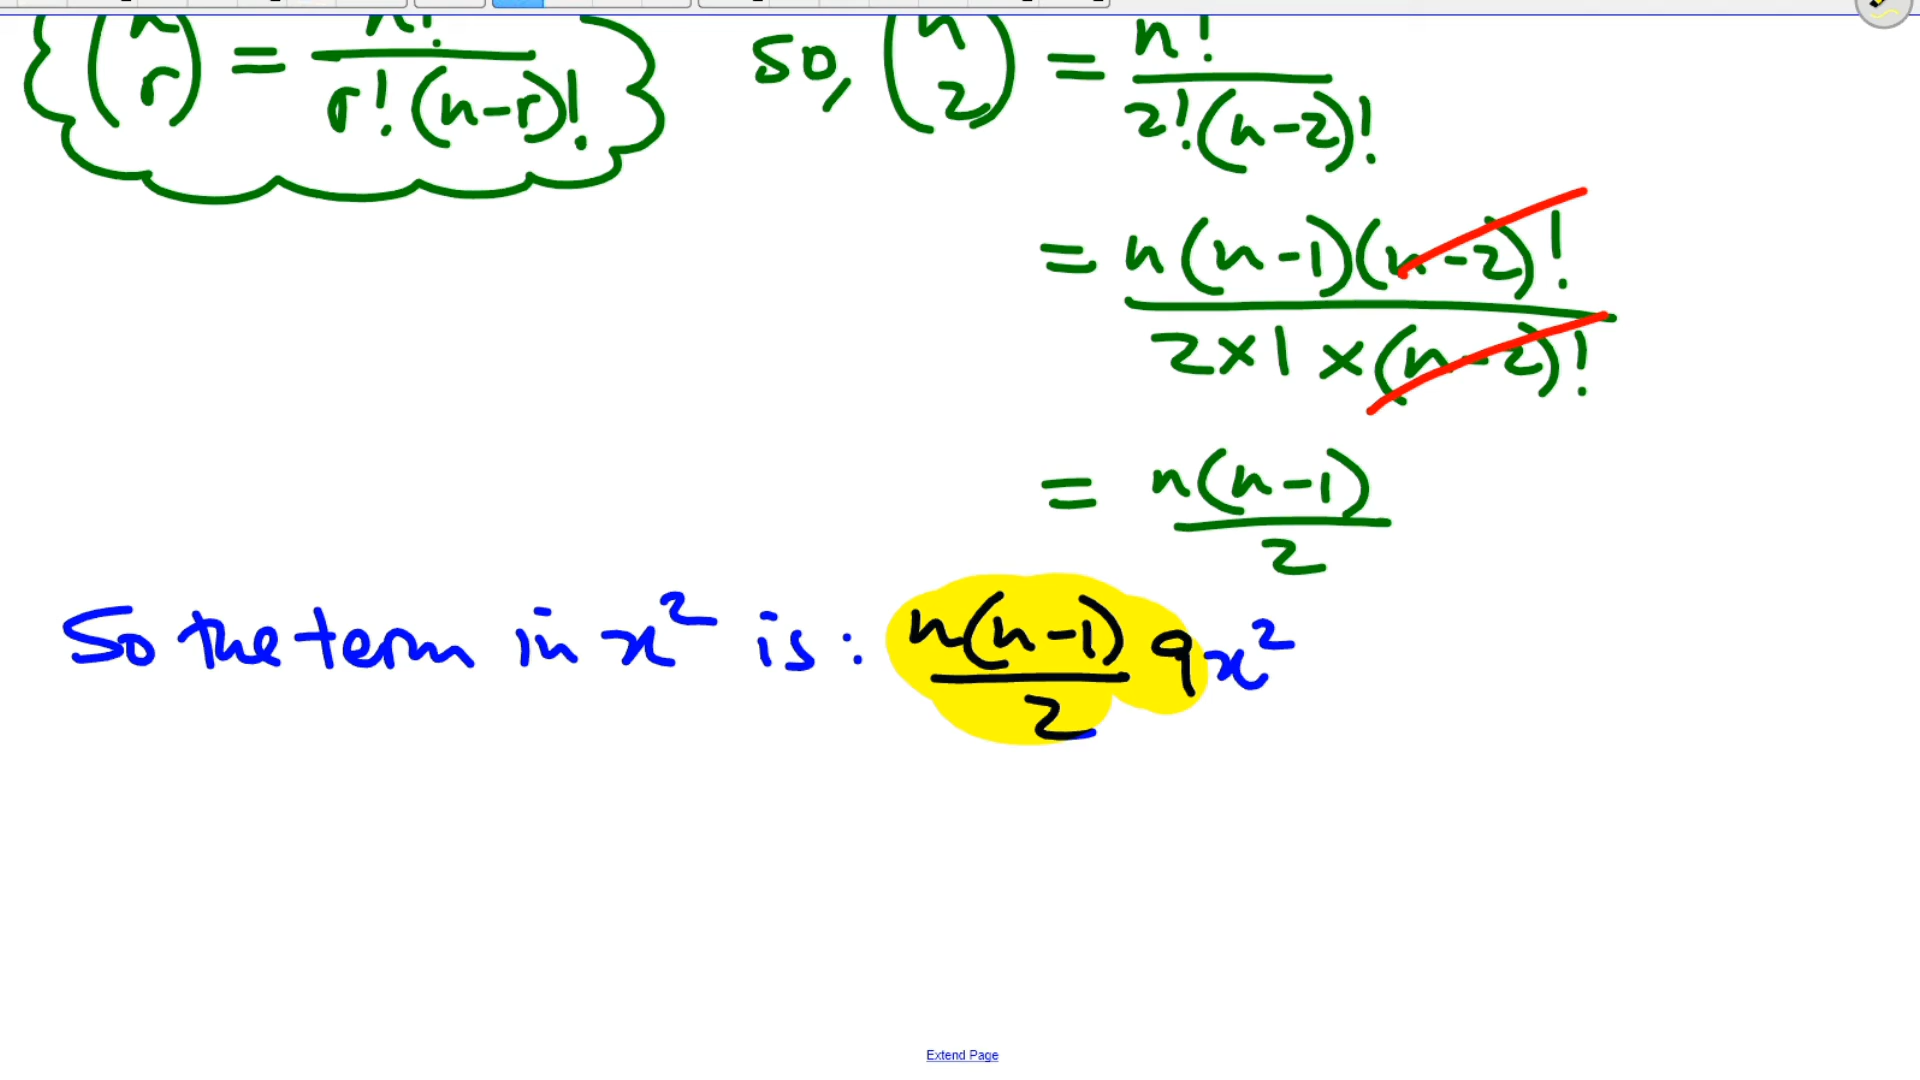 (n r) = n! / r!(n-r)!
So, (n 2) = n! / 2!(n-2)!
= n(n-1)(n-2)! / 2×1×(n-2)!
= n(n-1) / 2
So the term in x² is: n(n-1)/2 9x²
Extend Page